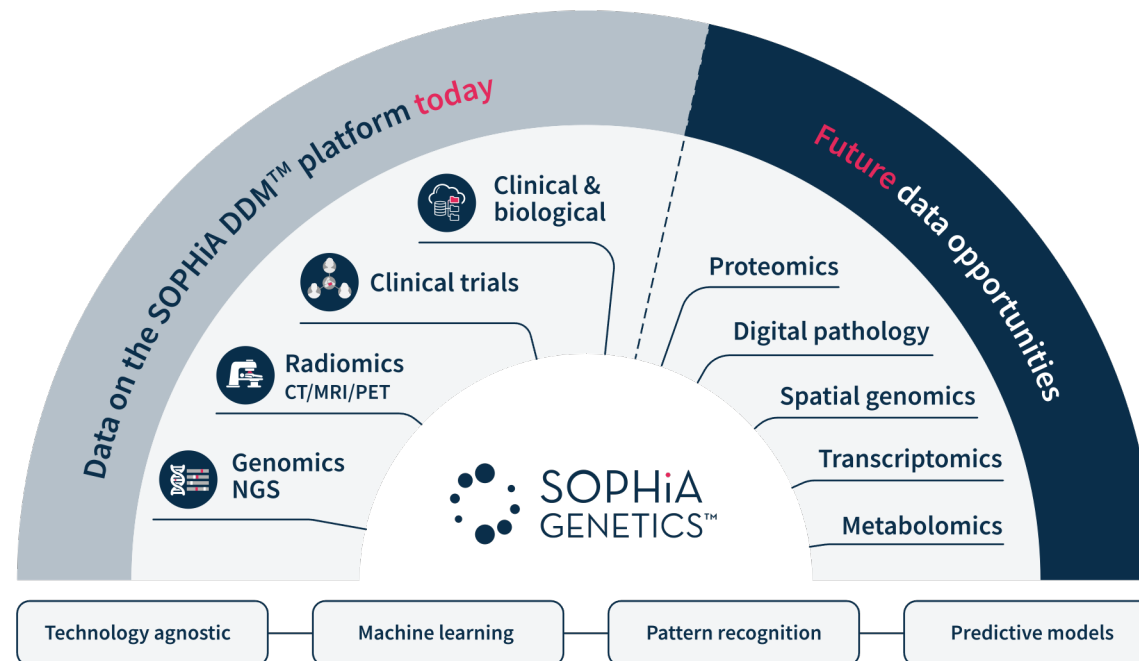 Data on the SOPHiA DDM™ platform today
Future data opportunities
Clinical &
biological
Clinical trials
Radiomics
CT/MRI/PET
Genomics
NGS
Proteomics
Digital pathology
Spatial genomics
Transcriptomics
Metabolomics
SOPHiA
GENETICS™
Technology agnostic
Machine learning
Pattern recognition
Predictive models